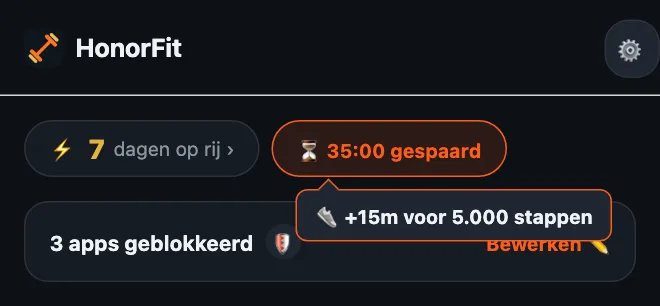 HonorFit
7 dagen op rij ›
35:00 gespaard
+15m voor 5.000 stappen
3 apps geblokkeerd
Bewerken